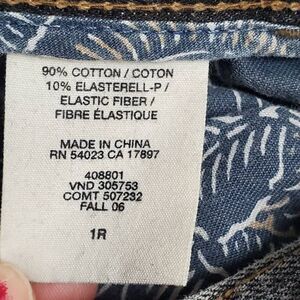 90% COTTON / COTON
10% ELASTERELL-P /
ELASTIC FIBER /
FIBRE ÉLASTIQUE
MADE IN CHINA
RN 54023 CA 17897
408801
VND 305753
COMT 507232
FALL 06
1R